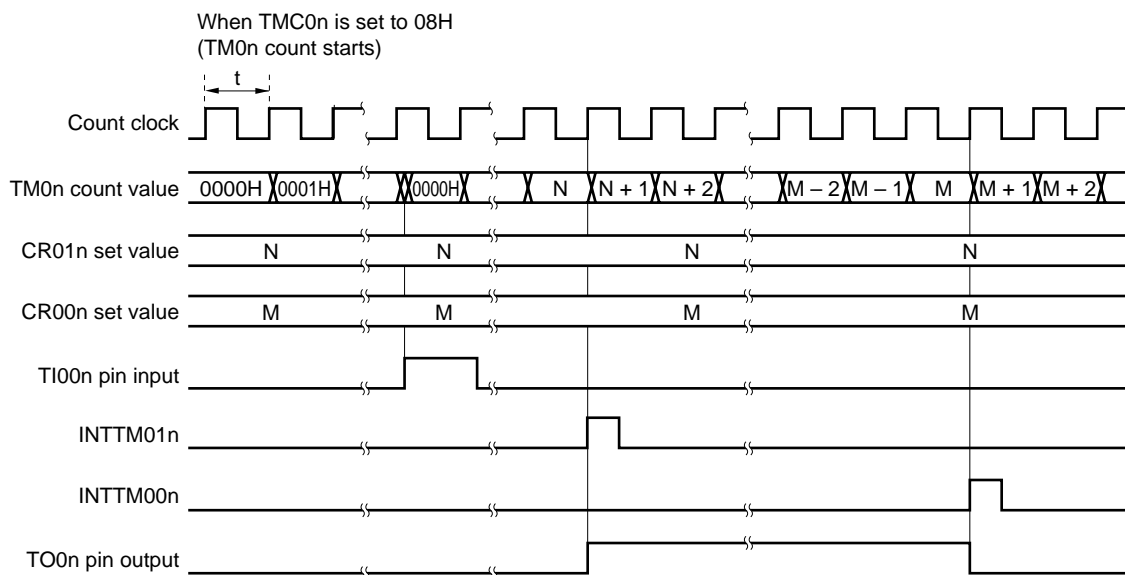 When TMC0n is set to 08H
(TM0n count starts)
t
Count clock
TM0n count value 0000H 0001H 0000H N N + 1 N + 2 M – 2 M – 1 M M + 1 M + 2
CR01n set value N N N N
CR00n set value M M M M
TI00n pin input
INTTM01n
INTTM00n
TO0n pin output